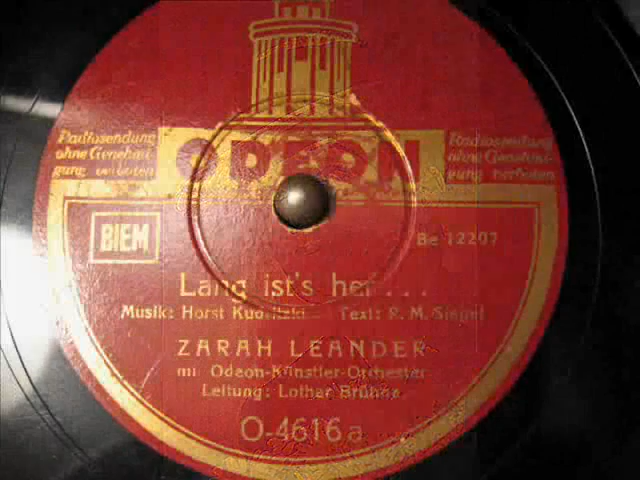 Radiosendung
ohne Genehmi-
gung verboten
ODEON
Radiosendung
ohne Genehmi-
gung verboten
BIEM
Be 12207
Lang ist's her...
Musik: Horst Text: R. M. Siegel
ZARAH LEANDER
mit Odeon-Künstler-Orchester
Leitung: Lothar Brühne
O-4616a